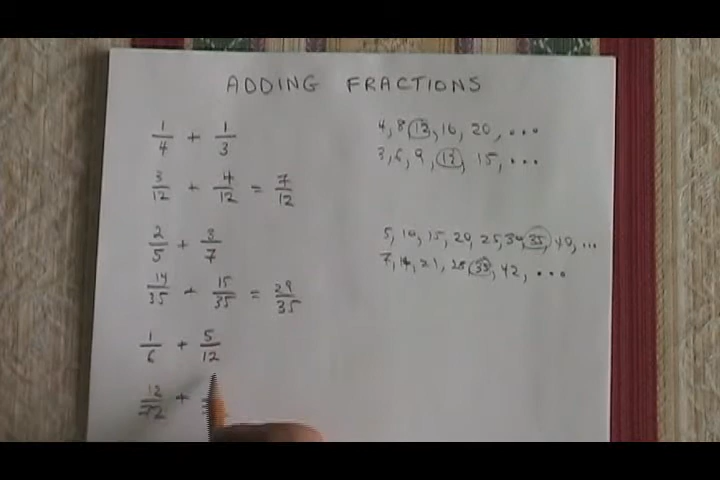 ADDING FRACTIONS
1/4 + 1/3
4, 8, 12, 16, 20, ...
3, 6, 9, 12, 15, ...
3/12 + 4/12 = 7/12
2/5 + 3/7
5, 10, 15, 20, 25, 30, 35, 40, ...
7, 14, 21, 28, 35, 42, ...
14/35 + 15/35 = 29/35
1/6 + 5/12
12/72 +